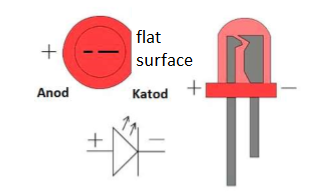 flat
+
surface
Anod
Katod
+
−
+
−